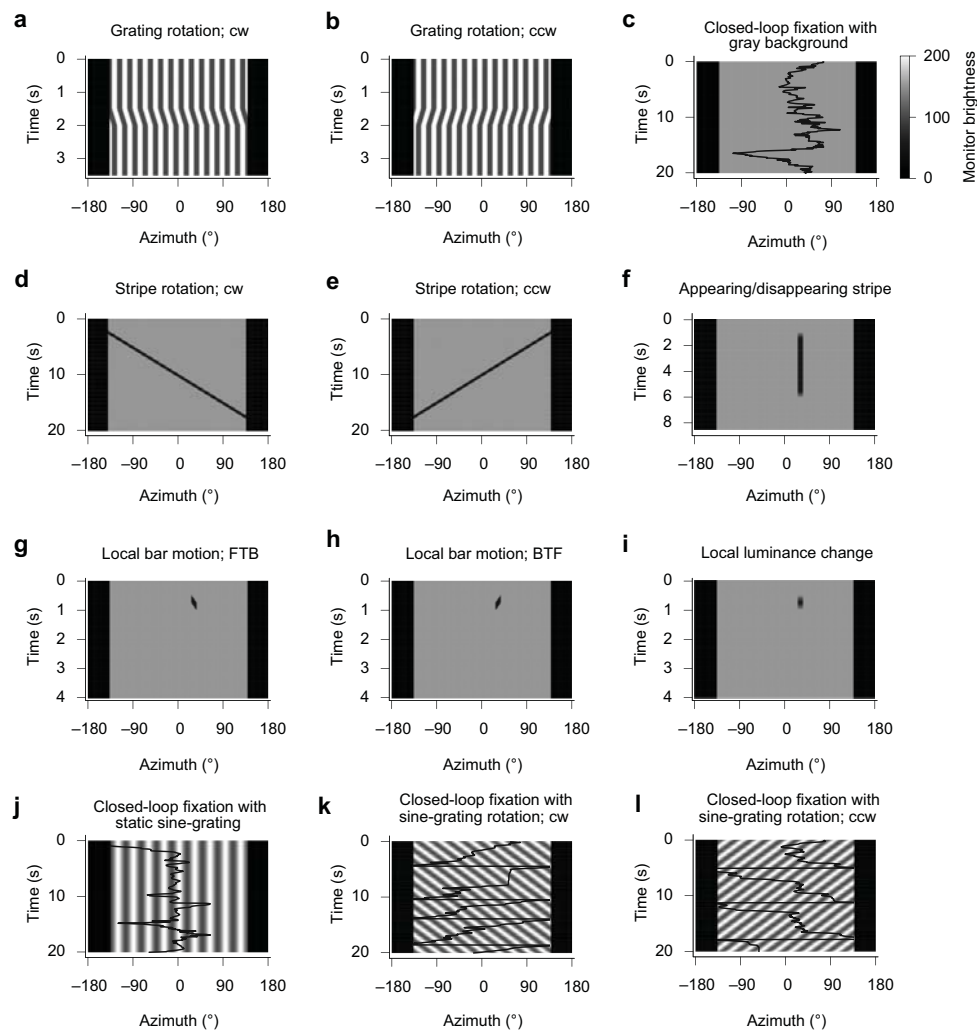 a
Grating rotation; cw
0
1
2
3
Time (s)
–180 –90 0 90 180
Azimuth (°)
b
Grating rotation; ccw
0
1
2
3
Time (s)
–180 –90 0 90 180
Azimuth (°)
c
Closed-loop fixation with
gray background
0
10
20
Time (s)
–180 –90 0 90 180
Azimuth (°)
200
100
0
Monitor brightness
d
Stripe rotation; cw
0
10
20
Time (s)
–180 –90 0 90 180
Azimuth (°)
e
Stripe rotation; ccw
0
10
20
Ttime (s)
–180 –90 0 90 180
Azimuth (°)
f
Appearing/disappearing stripe
0
2
4
6
8
Time (s)
–180 –90 0 90 180
Azimuth (°)
g
Local bar motion; FTB
0
1
2
3
4
Time (s)
–180 –90 0 90 180
Azimuth (°)
h
Local bar motion; BTF
0
1
2
3
4
Time (s)
–180 –90 0 90 180
Azimuth (°)
i
Local luminance change
0
1
2
3
4
Time (s)
–180 –90 0 90 180
Azimuth (°)
j
Closed-loop fixation with
static sine-grating
0
10
20
Time (s)
–180 –90 0 90 180
Azimuth (°)
k
Closed-loop fixation with
sine-grating rotation; cw
0
10
20
Time (s)
–180 –90 0 90 180
Azimuth (°)
l
Closed-loop fixation with
sine-grating rotation; ccw
0
10
20
Time (s)
–180 –90 0 90 180
Azimuth (°)